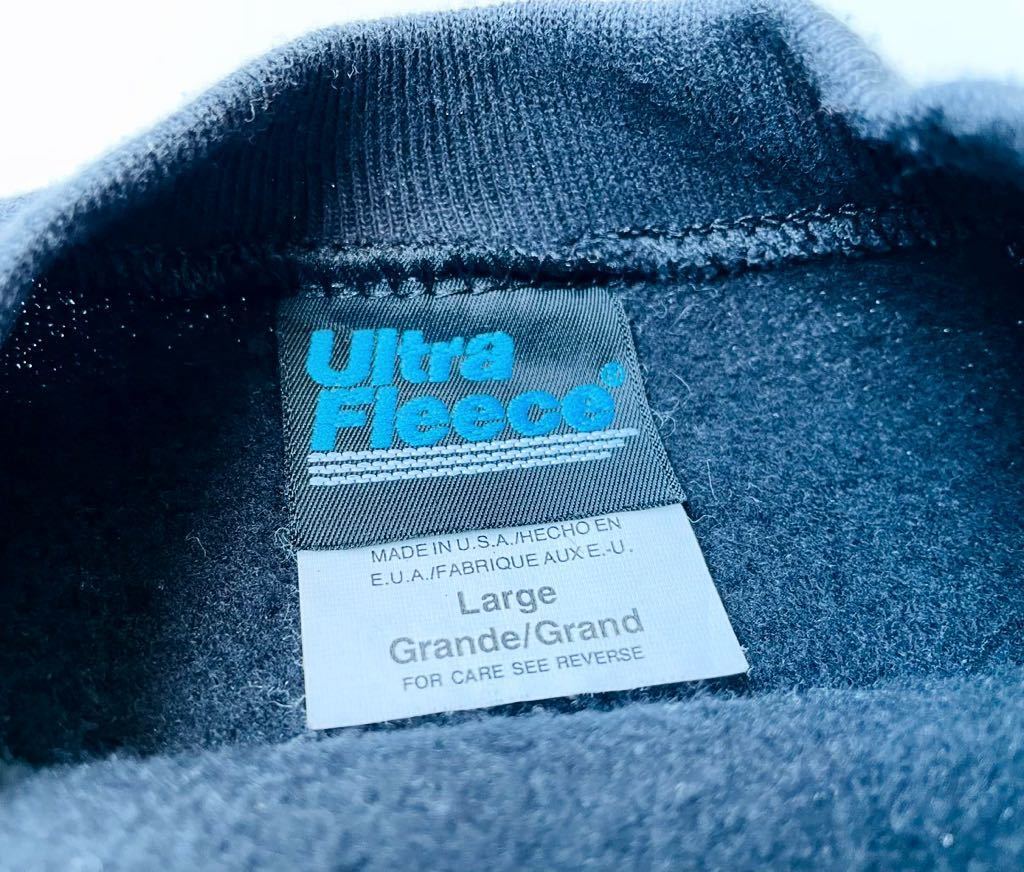 Ultra
Fleece®
MADE IN U.S.A./HECHO EN
E.U.A./FABRIQUE AUX E.-U.
Large
Grande/Grand
FOR CARE SEE REVERSE